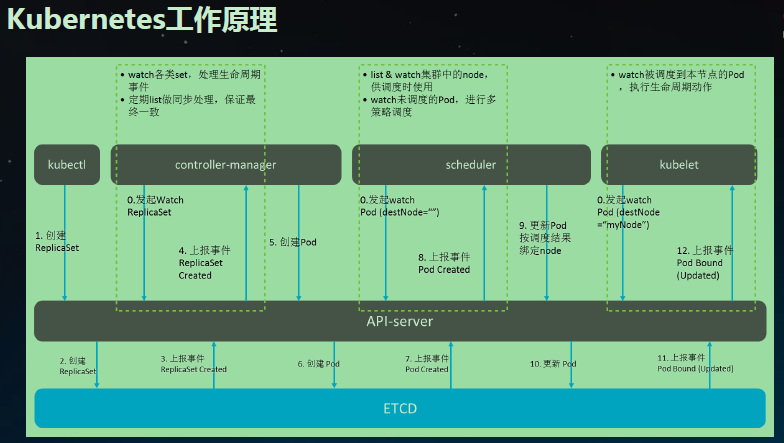 Kubernetes工作原理
• watch各类set，处理生命周期
事件
• 定期list做同步处理，保证最
终一致
• list & watch集群中的node，
供调度时使用
• watch未调度的Pod，进行多
策略调度
• watch被调度到本节点的Pod
，执行生命周期动作
kubectl
controller-manager
scheduler
kubelet
1. 创建
ReplicaSet
0.发起Watch
ReplicaSet
4. 上报事件
ReplicaSet
Created
5. 创建Pod
0.发起watch
Pod (destNode=“”)
8. 上报事件
Pod Created
9. 更新Pod
按调度结果
绑定node
0.发起watch
Pod (destNode
=“myNode”)
12. 上报事件
Pod Bound
(Updated)
API-server
2. 创建
ReplicaSet
3. 上报事件
ReplicaSet Created
6. 创建 Pod
7. 上报事件
Pod Created
10. 更新 Pod
11. 上报事件
Pod Bound (Updated)
ETCD